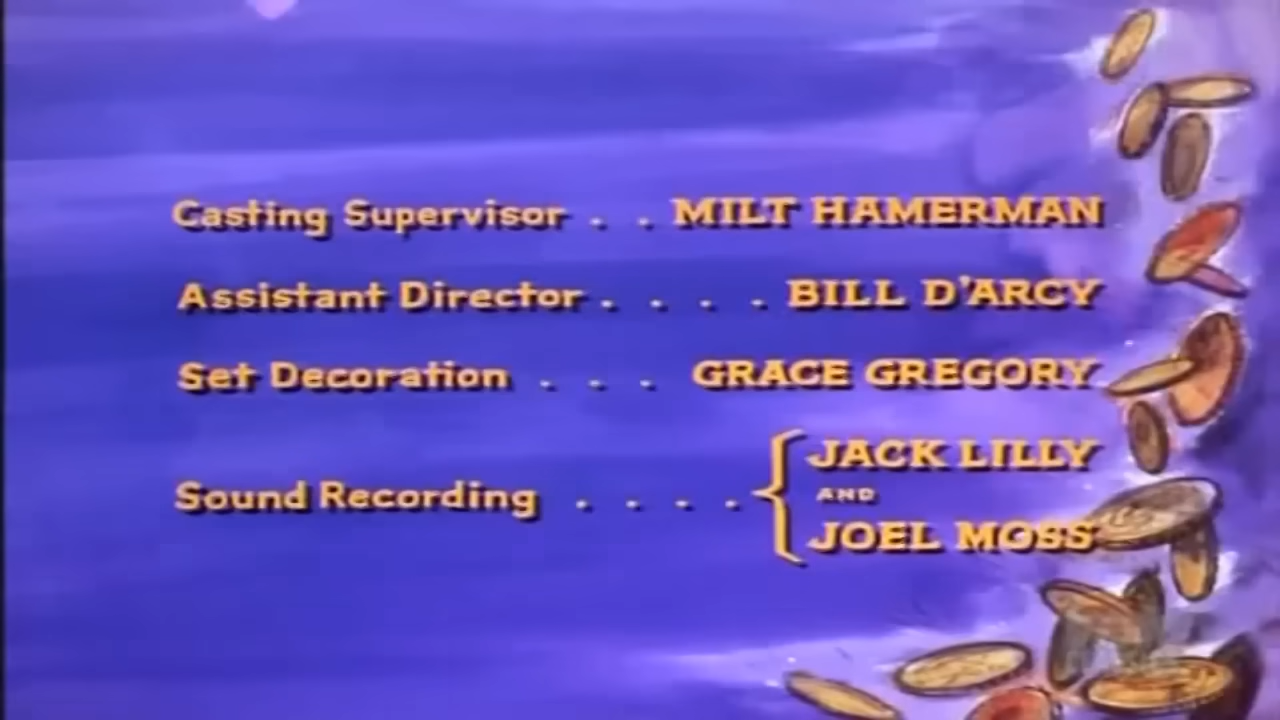 Casting Supervisor . . MILT HAMERMAN
Assistant Director . . . . BILL D'ARCY
Set Decoration . . . GRACE GREGORY
Sound Recording . . . . { JACK LILLY
AND
JOEL MOSS